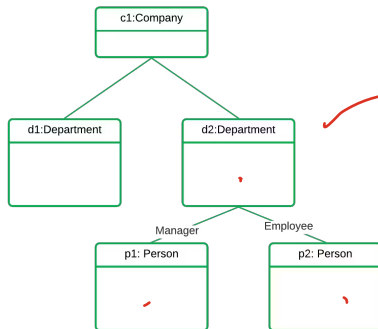 c1:Company
d1:Department
d2:Department
Manager
Employee
p1: Person
p2: Person